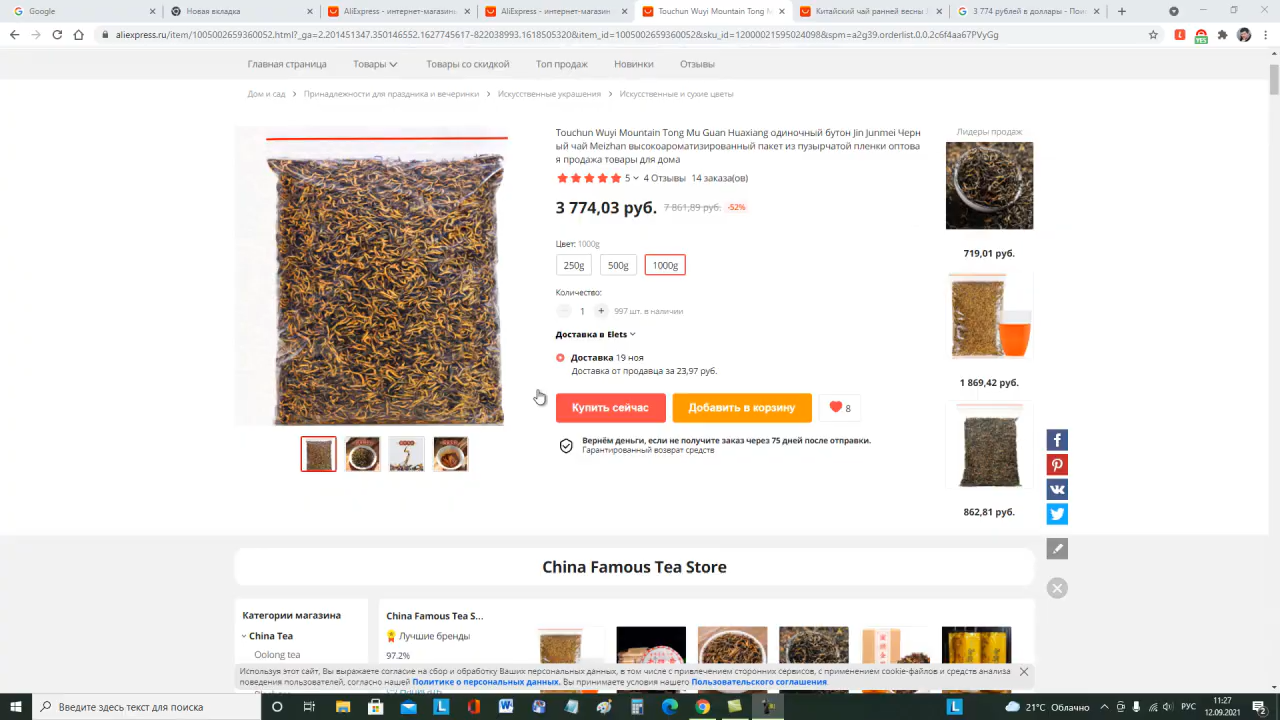 Google
Новая вкладка
AliExpress - интернет-магазин
AliExpress - интернет-магазин
Touchun Wuyi Mountain Tong M
Китайский чай ранней весны
3 774 рублей в доллары - Поис
aliexpress.ru/item/1005002659360052.html?_ga=2.201451347.350146552.1627745617-822038993.1618505320&item_id=1005002659360052&sku_id=12000021595024098&spm=a2g39.orderlist.0.0.2c6f4aa67PVyGg
YES
Главная страница
Товары
Товары со скидкой
Топ продаж
Новинки
Отзывы
Дом и сад > Принадлежности для праздника и вечеринки > Искусственные украшения > Искусственные и сухие цветы
Touchun Wuyi Mountain Tong Mu Guan Huaxiang одиночный бутон Jin Junmei Черн
ый чай Meizhan высокоароматизированный пакет из пузырчатой пленки оптова
я продажа товары для дома
5 4 Отзывы 14 заказа(ов)
3 774,03 руб. 7 861,89 руб. -52%
Цвет: 1000g
250g 500g 1000g
Количество:
1 + 997 шт. в наличии
Доставка в Elets
Доставка 19 ноя
Доставка от продавца за 23,97 руб.
Купить сейчас
Добавить в корзину
8
Вернём деньги, если не получите заказ через 75 дней после отправки.
Гарантированный возврат средств
Лидеры продаж
719,01 руб.
1 869,42 руб.
862,81 руб.
China Famous Tea Store
Категории магазина
China Tea
Oolong tea
China Famous Tea S...
Лучшие бренды
97.2%
Используя этот сайт, Вы выражаете согласие на сбор и обработку Ваших персональных данных, в том числе с привлечением сторонних сервисов, с применением cookie-файлов и средств анализа
поведения пользователей, согласно нашей Политике о персональных данных. Вы принимаете условия нашего Пользовательского соглашения.
Введите здесь текст для поиска
21°C Облачно
РУС
11:27
12.09.2021